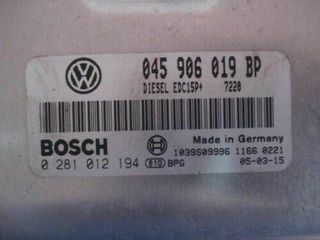 045 906 019 BP
DIESEL EDC15P+ 7220
BOSCH
Made in Germany
1039S09996 1166 0221
0 281 012 194 810 BPG
05-03-15